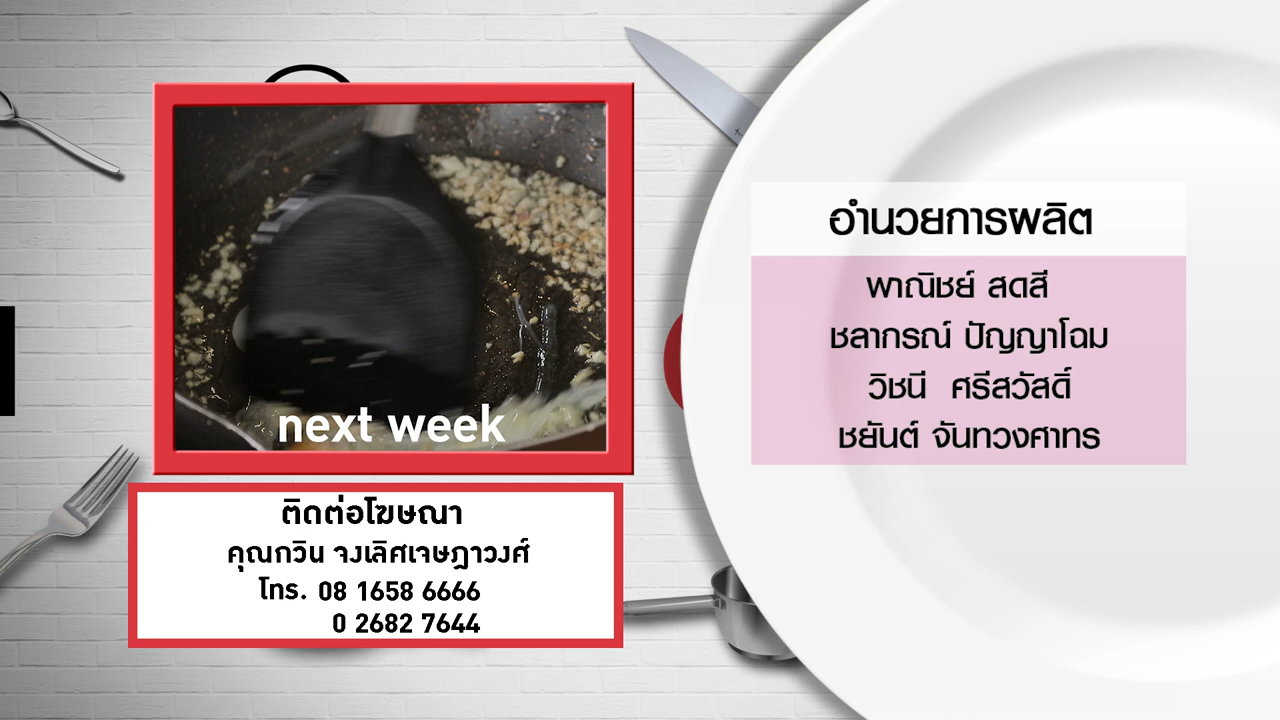 next week
ติดต่อโฆษณา
คุณกวิน จงเลิศเจษฎาวงศ์
โทร. 08 1658 6666
0 2682 7644
อำนวยการผลิต
พาณิชย์ สดสี
ชลากรณ์ ปัญญาโฉม
วิชนี ศรีสวัสดิ์
ชยันต์ จันทวงศาทร